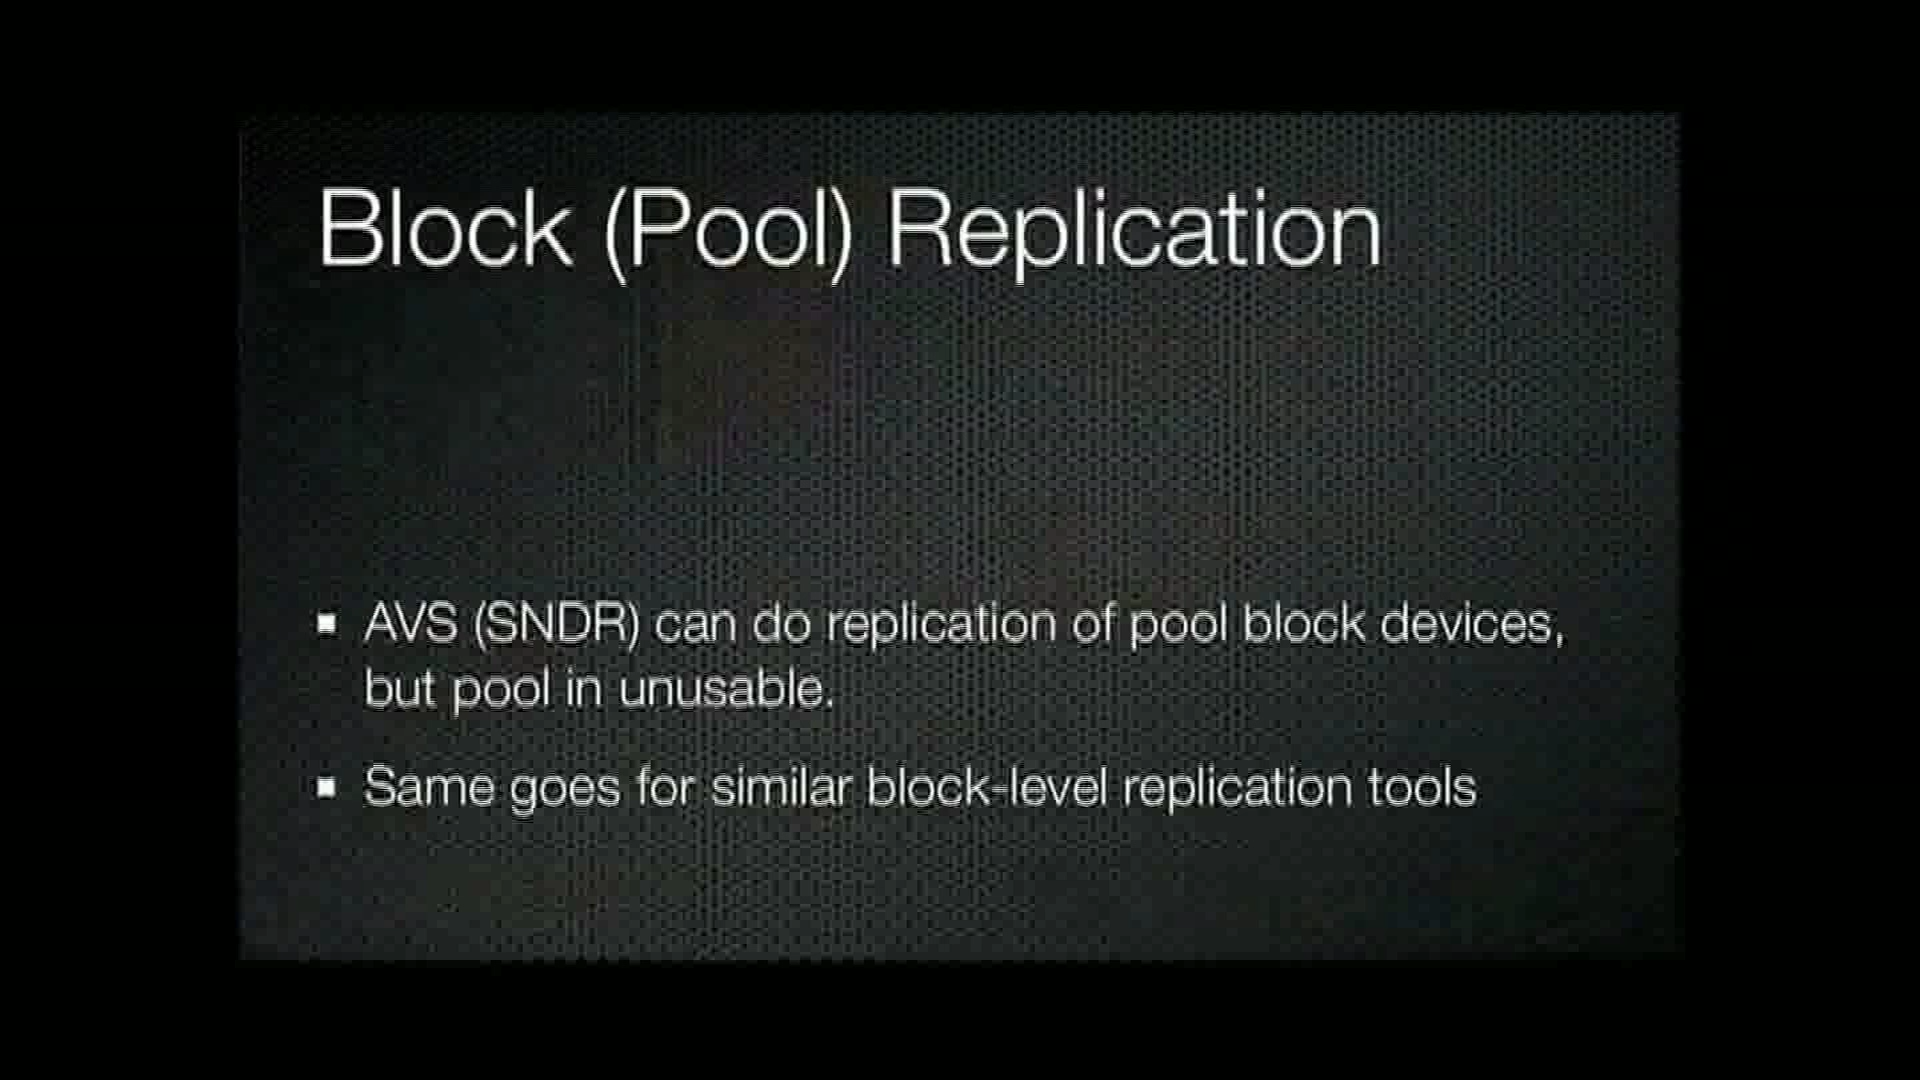 Block (Pool) Replication
▪ AVS (SNDR) can do replication of pool block devices,
but pool in unusable.
▪ Same goes for similar block-level replication tools